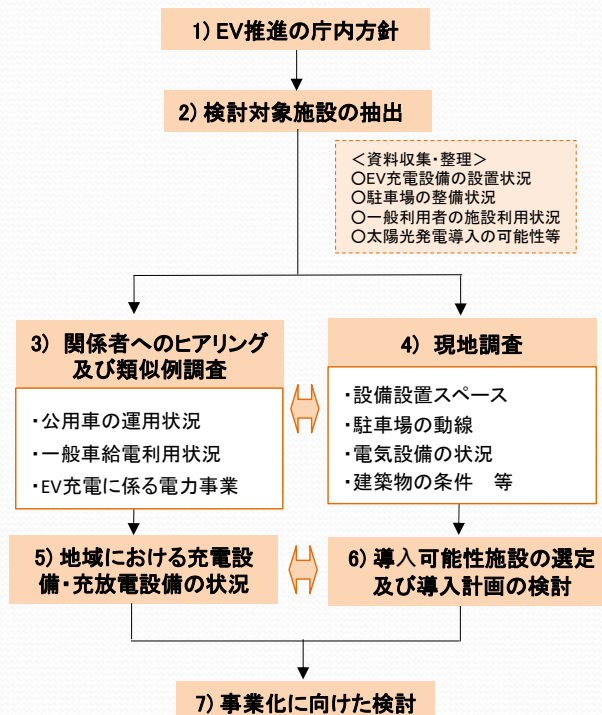 1) EV推進の庁内方針
2) 検討対象施設の抽出
＜資料収集・整理＞
〇EV充電設備の設置状況
〇駐車場の整備状況
〇一般利用者の施設利用状況
〇太陽光発電導入の可能性等
3) 関係者へのヒアリング
及び類似例調査
・公用車の運用状況
・一般車給電利用状況
・EV充電に係る電力事業
4) 現地調査
・設備設置スペース
・駐車場の動線
・電気設備の状況
・建築物の条件　等
5) 地域における充電設
備・充放電設備の状況
6) 導入可能性施設の選定
及び導入計画の検討
7) 事業化に向けた検討